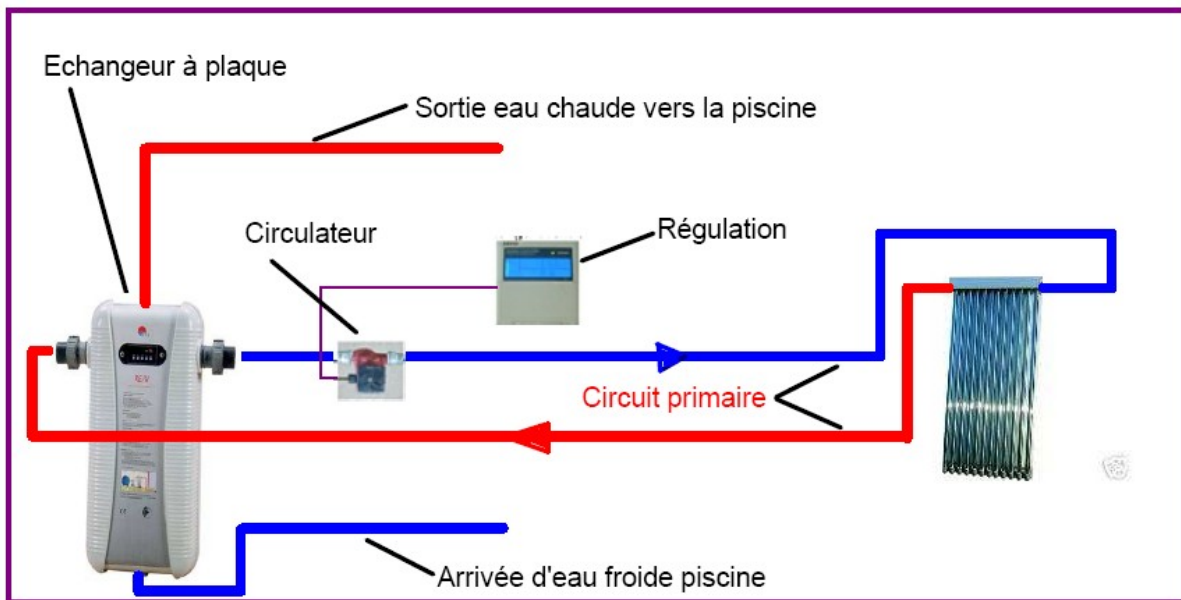 Echangeur à plaque
Sortie eau chaude vers la piscine
Circulateur
Régulation
Circuit primaire
Arrivée d'eau froide piscine